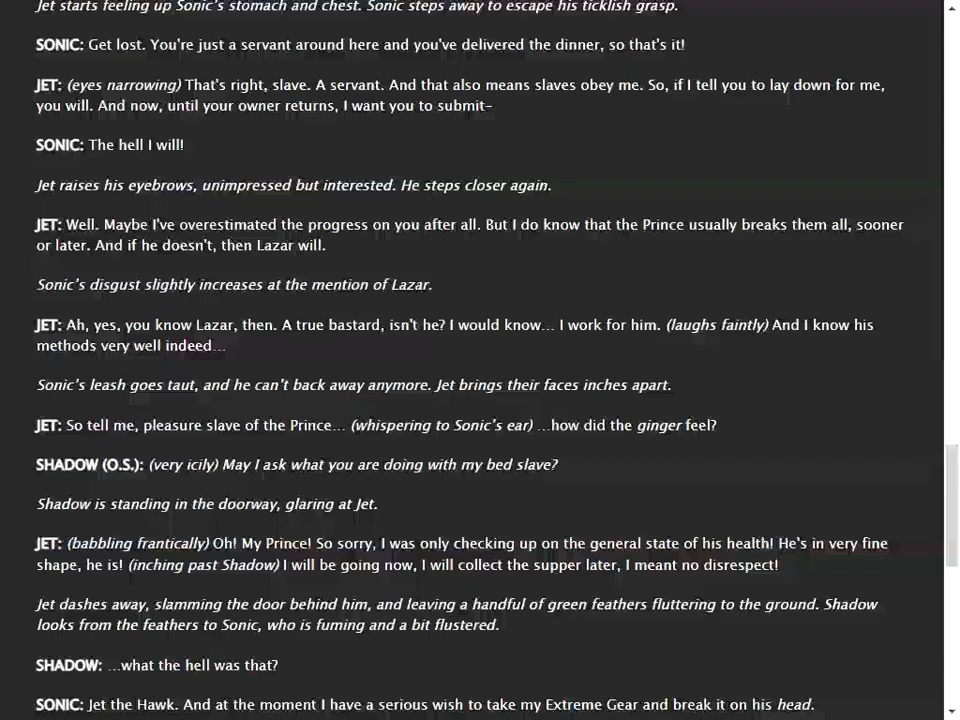 Jet starts feeling up Sonic's stomach and chest. Sonic steps away to escape his ticklish grasp.
SONIC: Get lost. You're just a servant around here and you've delivered the dinner, so that's it!
JET: (eyes narrowing) That's right, slave. A servant. And that also means slaves obey me. So, if I tell you to lay down for me,
you will. And now, until your owner returns, I want you to submit–
SONIC: The hell I will!
Jet raises his eyebrows, unimpressed but interested. He steps closer again.
JET: Well. Maybe I've overestimated the progress on you after all. But I do know that the Prince usually breaks them all, sooner
or later. And if he doesn't, then Lazar will.
Sonic's disgust slightly increases at the mention of Lazar.
JET: Ah, yes, you know Lazar, then. A true bastard, isn't he? I would know... I work for him. (laughs faintly) And I know his
methods very well indeed...
Sonic's leash goes taut, and he can't back away anymore. Jet brings their faces inches apart.
JET: So tell me, pleasure slave of the Prince... (whispering to Sonic's ear) ...how did the ginger feel?
SHADOW (O.S.): (very icily) May I ask what you are doing with my bed slave?
Shadow is standing in the doorway, glaring at Jet.
JET: (babbling frantically) Oh! My Prince! So sorry, I was only checking up on the general state of his health! He's in very fine
shape, he is! (inching past Shadow) I will be going now, I will collect the supper later, I meant no disrespect!
Jet dashes away, slamming the door behind him, and leaving a handful of green feathers fluttering to the ground. Shadow
looks from the feathers to Sonic, who is fuming and a bit flustered.
SHADOW: ...what the hell was that?
SONIC: Jet the Hawk. And at the moment I have a serious wish to take my Extreme Gear and break it on his head.